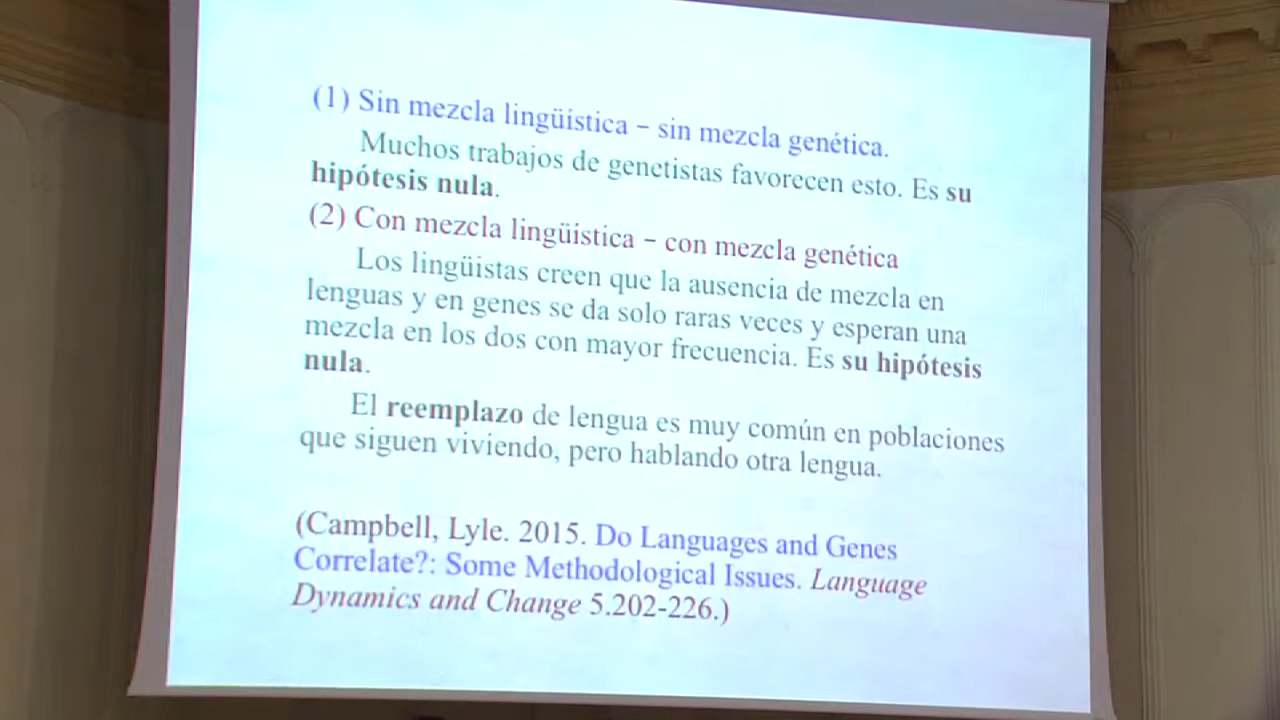 (1) Sin mezcla lingüística – sin mezcla genética.
Muchos trabajos de genetistas favorecen esto. Es su
hipótesis nula.
(2) Con mezcla lingüistica – con mezcla genética
Los lingüistas creen que la ausencia de mezcla en
lenguas y en genes se da solo raras veces y esperan una
mezcla en los dos con mayor frecuencia. Es su hipótesis
nula.
El reemplazo de lengua es muy común en poblaciones
que siguen viviendo, pero hablando otra lengua.
(Campbell, Lyle. 2015. Do Languages and Genes
Correlate?: Some Methodological Issues. Language
Dynamics and Change 5.202-226.)